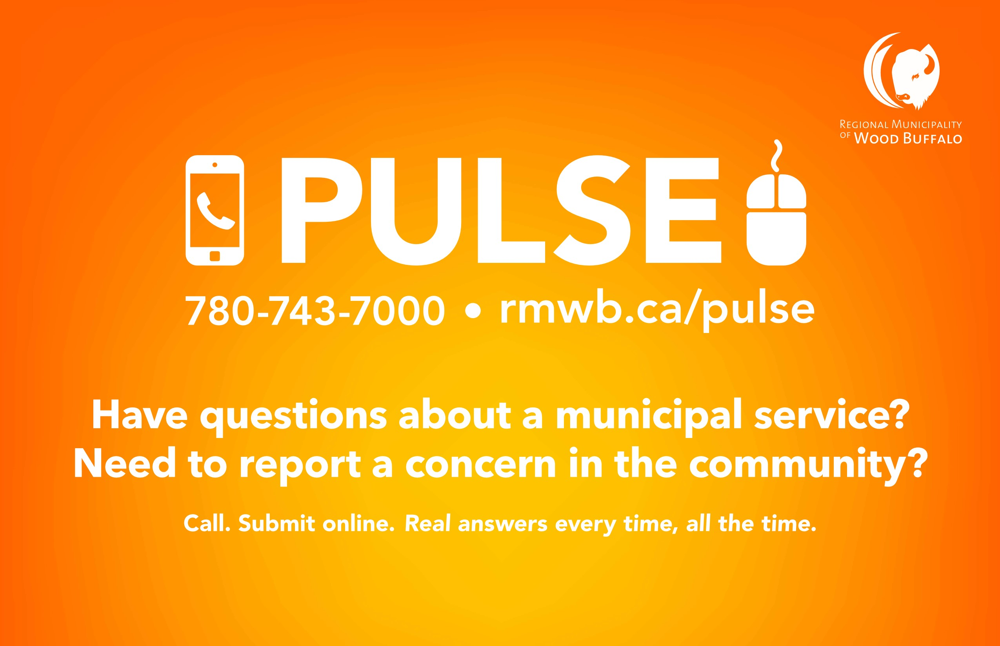 REGIONAL MUNICIPALITY
OF WOOD BUFFALO
PULSE
780-743-7000 • rmwb.ca/pulse
Have questions about a municipal service?
Need to report a concern in the community?
Call. Submit online. Real answers every time, all the time.